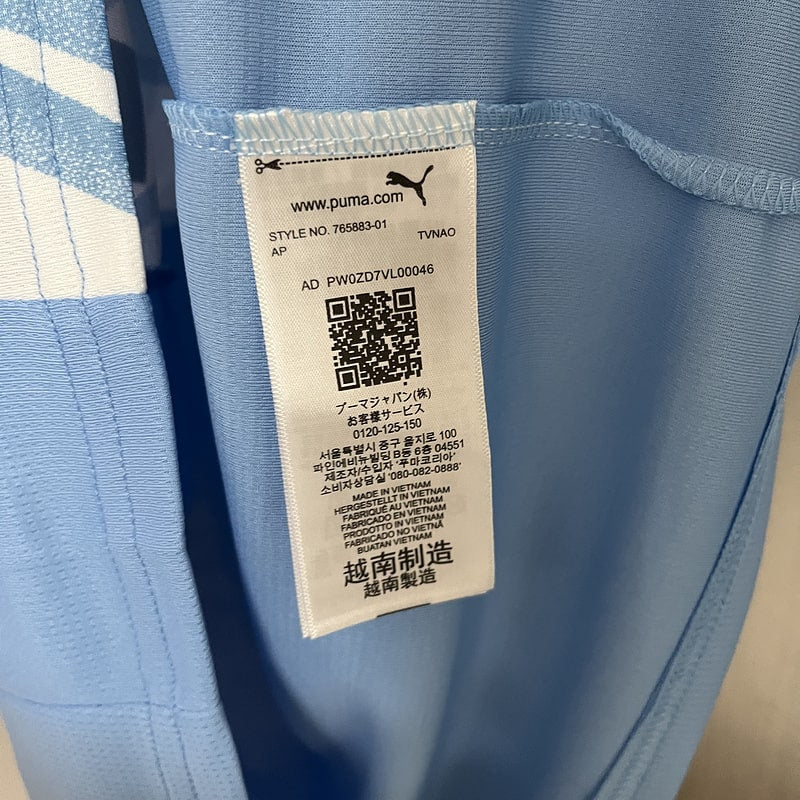 www.puma.com
STYLE NO. 765883-01 TVNAO
AP
AD PW0ZD7VL00046
プーマジャパン(株)
お客様サービス
0120-125-150
서울특별시 중구 을지로 100
파인에비뉴빌딩 B동 6층 04551
제조자/수입자 '푸마코리아'
소비자상담실 '080-082-0888'
MADE IN VIETNAM
HERGESTELLT IN VIETNAM
FABRIQUÉ AU VIETNAM
FABRICADO EN VIETNAM
PRODOTTO IN VIETNAM
FABRICADO NO VIETNÃ
BUATAN VIETNAM
越南制造
越南製造